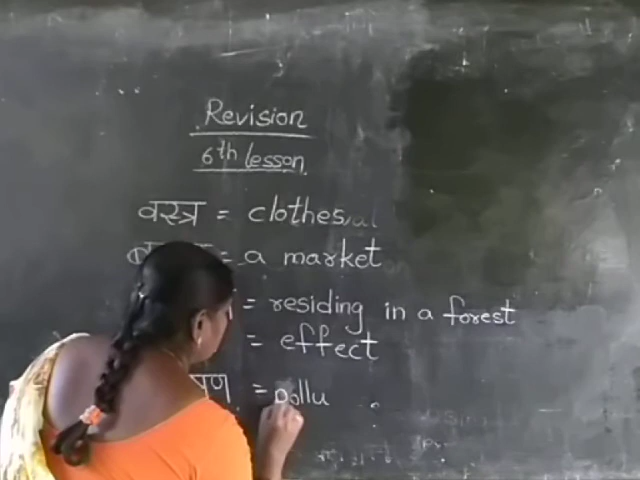 Revision
6th lesson
वस्त्र = clothes
= a market
= residing in a forest
= effect
= pollu